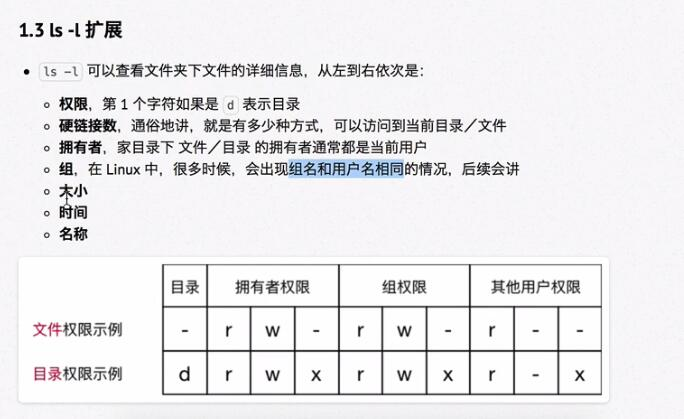 1.3 ls -l 扩展
ls -l 可以查看文件夹下文件的详细信息，从左到右依次是：
权限，第 1 个字符如果是 d 表示目录
硬链接数，通俗地讲，就是有多少种方式，可以访问到当前目录／文件
拥有者，家目录下 文件／目录 的拥有者通常都是当前用户
组，在 Linux 中，很多时候，会出现组名和用户名相同的情况，后续会讲
大小
时间
名称
目录 拥有者权限 组权限 其他用户权限
文件权限示例 - r w - r w - r - -
目录权限示例 d r w x r w x r - x